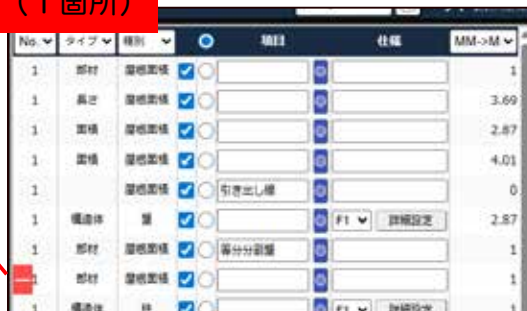 (1箇所)
No. タイプ 種別 項目 仕様 MM->M
1 部材 屋根面積 1
1 長さ 屋根面積 3.69
1 面積 屋根面積 2.87
1 面積 屋根面積 4.01
1 屋根面積 引き出し線 0
1 構造体 F1 詳細設定 2.87
1 部材 屋根面積 等分分割盤 1
1 部材 屋根面積 1
1 構造体 柱 F1 詳細設定 1